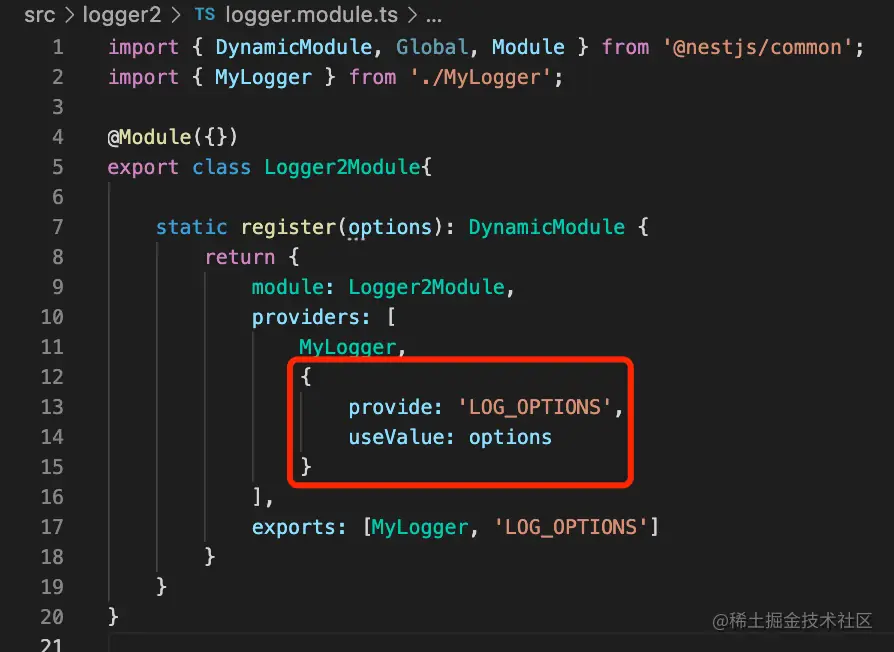 src > logger2 > TS logger.module.ts > ...
1 import { DynamicModule, Global, Module } from '@nestjs/common';
2 import { MyLogger } from './MyLogger';
3
4 @Module({})
5 export class Logger2Module{
6
7     static register(options): DynamicModule {
8         return {
9             module: Logger2Module,
10             providers: [
11                 MyLogger,
12                 {
13                     provide: 'LOG_OPTIONS',
14                     useValue: options
15                 }
16             ],
17             exports: [MyLogger, 'LOG_OPTIONS']
18         }
19     }
20 }
21
@稀土掘金技术社区